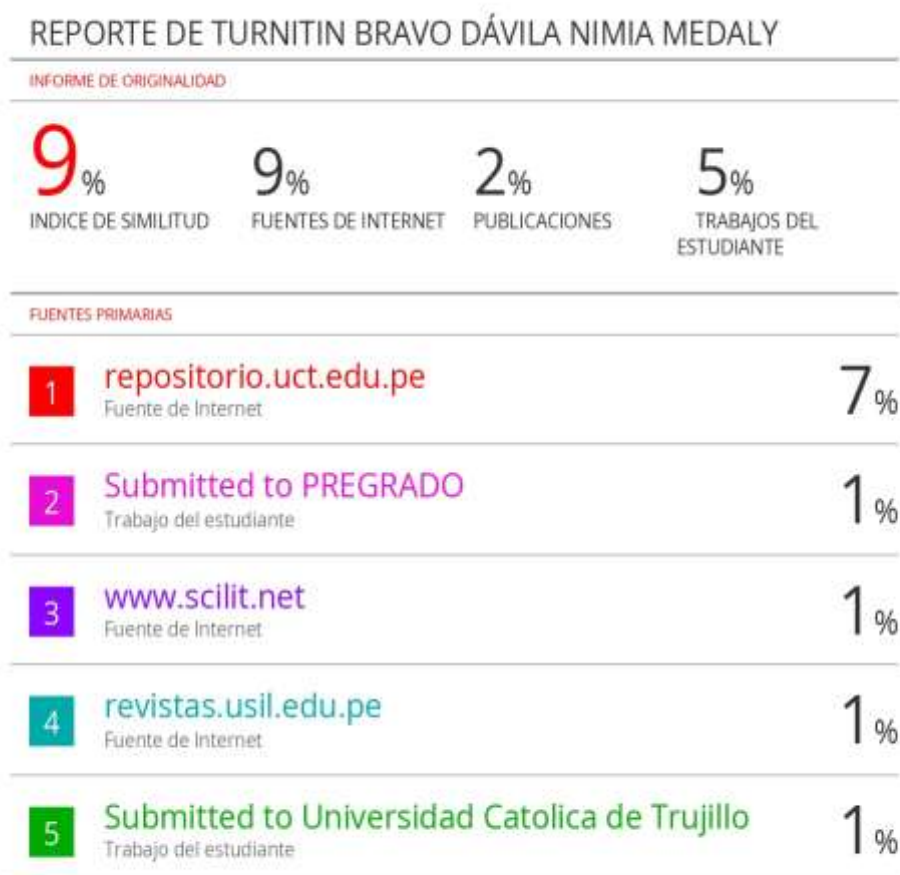 REPORTE DE TURNITIN BRAVO DÁVILA NIMIA MEDALY
INFORME DE ORIGINALIDAD
9%
INDICE DE SIMILITUD
9%
FUENTES DE INTERNET
2%
PUBLICACIONES
5%
TRABAJOS DEL
ESTUDIANTE
FUENTES PRIMARIAS
1
repositorio.uct.edu.pe
Fuente de Internet
7%
2
Submitted to PREGRADO
Trabajo del estudiante
1%
3
www.scilit.net
Fuente de Internet
1%
4
revistas.usil.edu.pe
Fuente de Internet
1%
5
Submitted to Universidad Catolica de Trujillo
Trabajo del estudiante
1%